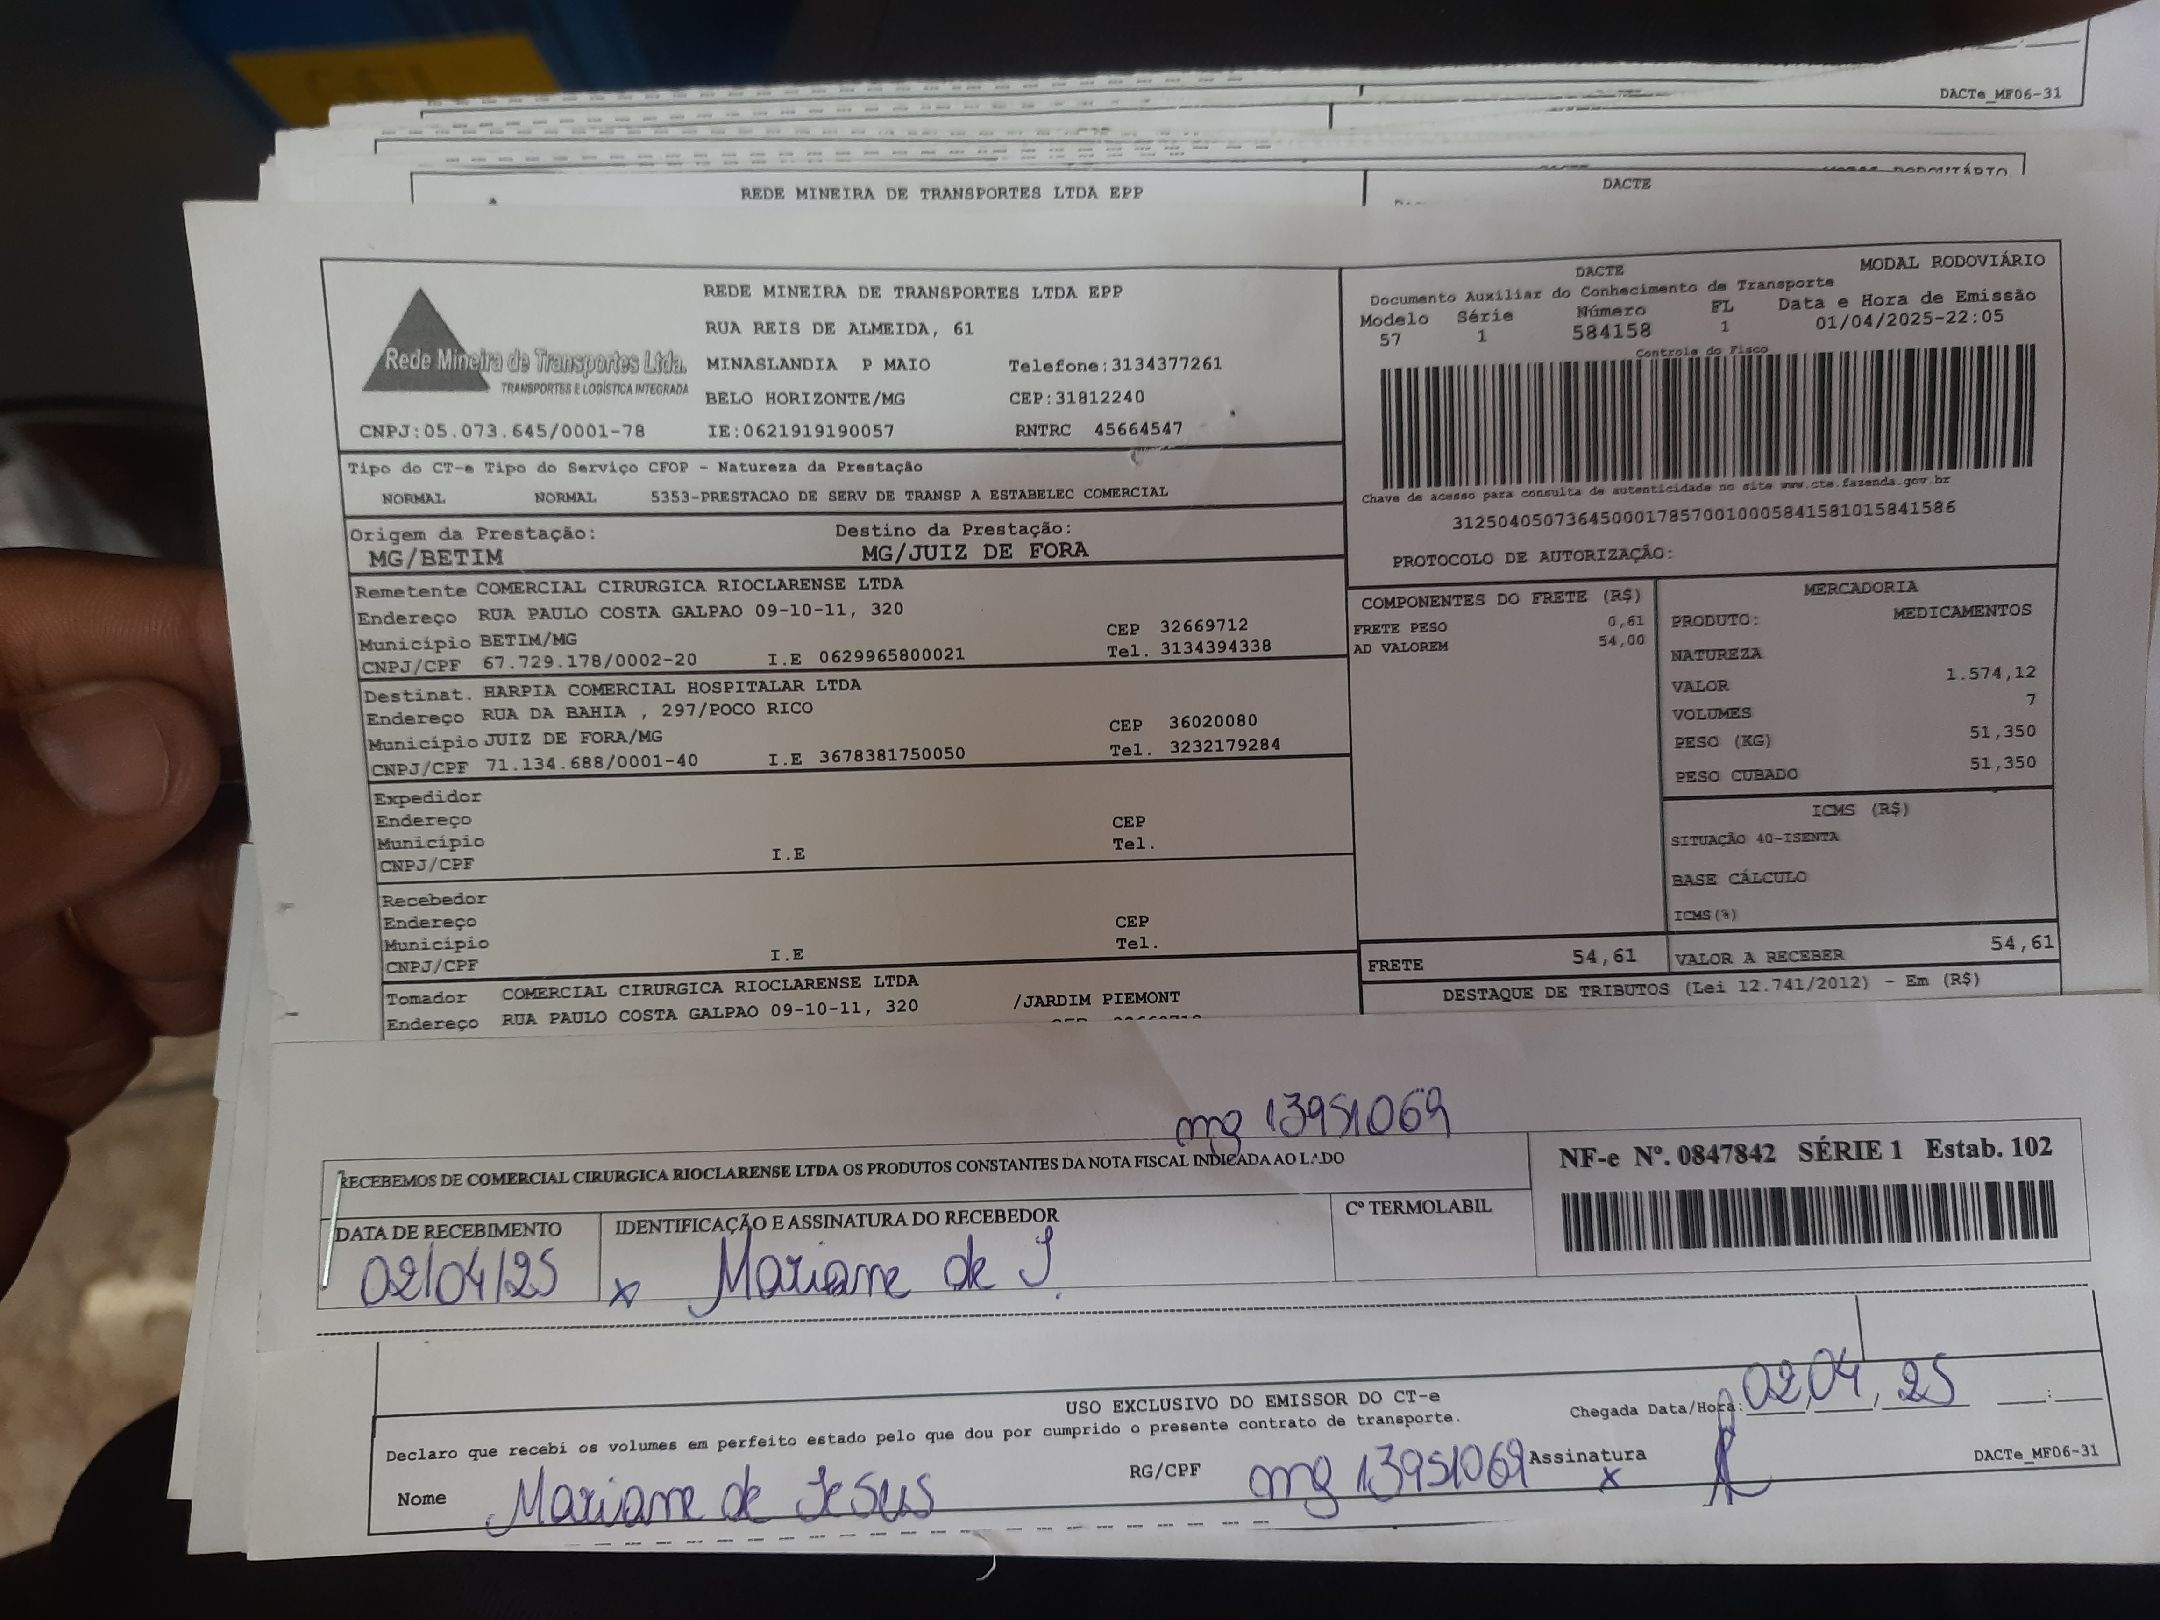 DACTe_MF06-31
REDE MINEIRA DE TRANSPORTES LTDA EPP
DACTE
MODAL RODOVIÁRIO
Rede Mineira de Transportes Ltda.
TRANSPORTES E LOGÍSTICA INTEGRADA
CNPJ:05.073.645/0001-78
REDE MINEIRA DE TRANSPORTES LTDA EPP
RUA REIS DE ALMEIDA, 61
MINASLANDIA P MAIO Telefone:3134377261
BELO HORIZONTE/MG CEP:31812240
IE:0621919190057 RNTRC 45664547
DACTE
Documento Auxiliar do Conhecimento de Transporte
Modelo Série Número FL Data e Hora de Emissão
57 1 584158 1 01/04/2025-22:05
Controle do Fisco
Chave de acesso para consulta de autenticidade no site www.cte.fazenda.gov.br
31250405073645000178570010005841581015841586
PROTOCOLO DE AUTORIZAÇÃO:
Tipo do CT-e Tipo do Serviço CFOP - Natureza da Prestação
NORMAL NORMAL 5353-PRESTACAO DE SERV DE TRANSP A ESTABELEC COMERCIAL
Origem da Prestação: Destino da Prestação:
MG/BETIM MG/JUIZ DE FORA
Remetente COMERCIAL CIRURGICA RIOCLARENSE LTDA
Endereço RUA PAULO COSTA GALPAO 09-10-11, 320
Município BETIM/MG CEP 32669712
CNPJ/CPF 67.729.178/0002-20 I.E 0629965800021 Tel. 3134394338
Destinat. HARPIA COMERCIAL HOSPITALAR LTDA
Endereço RUA DA BAHIA , 297/POCO RICO
Município JUIZ DE FORA/MG CEP 36020080
CNPJ/CPF 71.134.688/0001-40 I.E 3678381750050 Tel. 3232179284
Expedidor
Endereço
Município CEP
CNPJ/CPF I.E Tel.
Recebedor
Endereço
Município CEP
CNPJ/CPF I.E Tel.
Tomador COMERCIAL CIRURGICA RIOCLARENSE LTDA
Endereço RUA PAULO COSTA GALPAO 09-10-11, 320 /JARDIM PIEMONT
COMPONENTES DO FRETE (R$)
FRETE PESO 0,61
AD VALOREM 54,00
FRETE 54,61
MERCADORIA
PRODUTO: MEDICAMENTOS
NATUREZA
VALOR 1.574,12
VOLUMES 7
PESO (KG) 51,350
PESO CUBADO 51,350
ICMS (R$)
SITUAÇÃO 40-ISENTA
BASE CÁLCULO
ICMS(%)
VALOR A RECEBER 54,61
DESTAQUE DE TRIBUTOS (Lei 12.741/2012) - Em (R$)
mg 13951069
RECEBEMOS DE COMERCIAL CIRURGICA RIOCLARENSE LTDA OS PRODUTOS CONSTANTES DA NOTA FISCAL INDICADA AO LADO
DATA DE RECEBIMENTO IDENTIFICAÇÃO E ASSINATURA DO RECEBEDOR Cº TERMOLABIL
02/04/25 x Mariane de J.
NF-e Nº. 0847842 SÉRIE 1 Estab. 102
USO EXCLUSIVO DO EMISSOR DO CT-e
Declaro que recebi os volumes em perfeito estado pelo que dou por cumprido o presente contrato de transporte.
Chegada Data/Hora: 02/04/25
Nome Mariane de Jesus RG/CPF mg 13951069 Assinatura x
DACTe_MF06-31